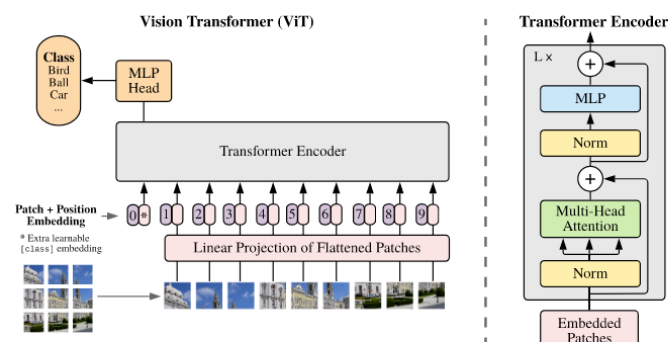 Vision Transformer (ViT)
Class
Bird
Ball
Car
...
MLP
Head
Transformer Encoder
Patch + Position
Embedding
* Extra learnable
[class] embedding
0 * 1 2 3 4 5 6 7 8 9
Linear Projection of Flattened Patches
Transformer Encoder
L x
+
MLP
Norm
+
Multi-Head
Attention
Norm
Embedded
Patches